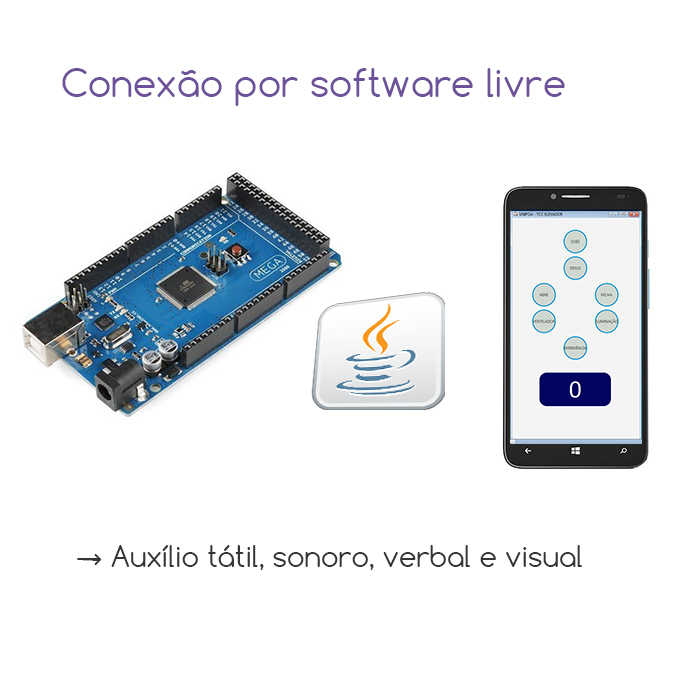 Conexão por software livre
COMMUNICATION
MEGA
UNIFOA - TCC ELEVADOR
SOBE
DESCE
ABRE
FECHA
VENTILADOR
ILUMINAÇÃO
EMERGÊNCIA
0
→ Auxílio tátil, sonoro, verbal e visual